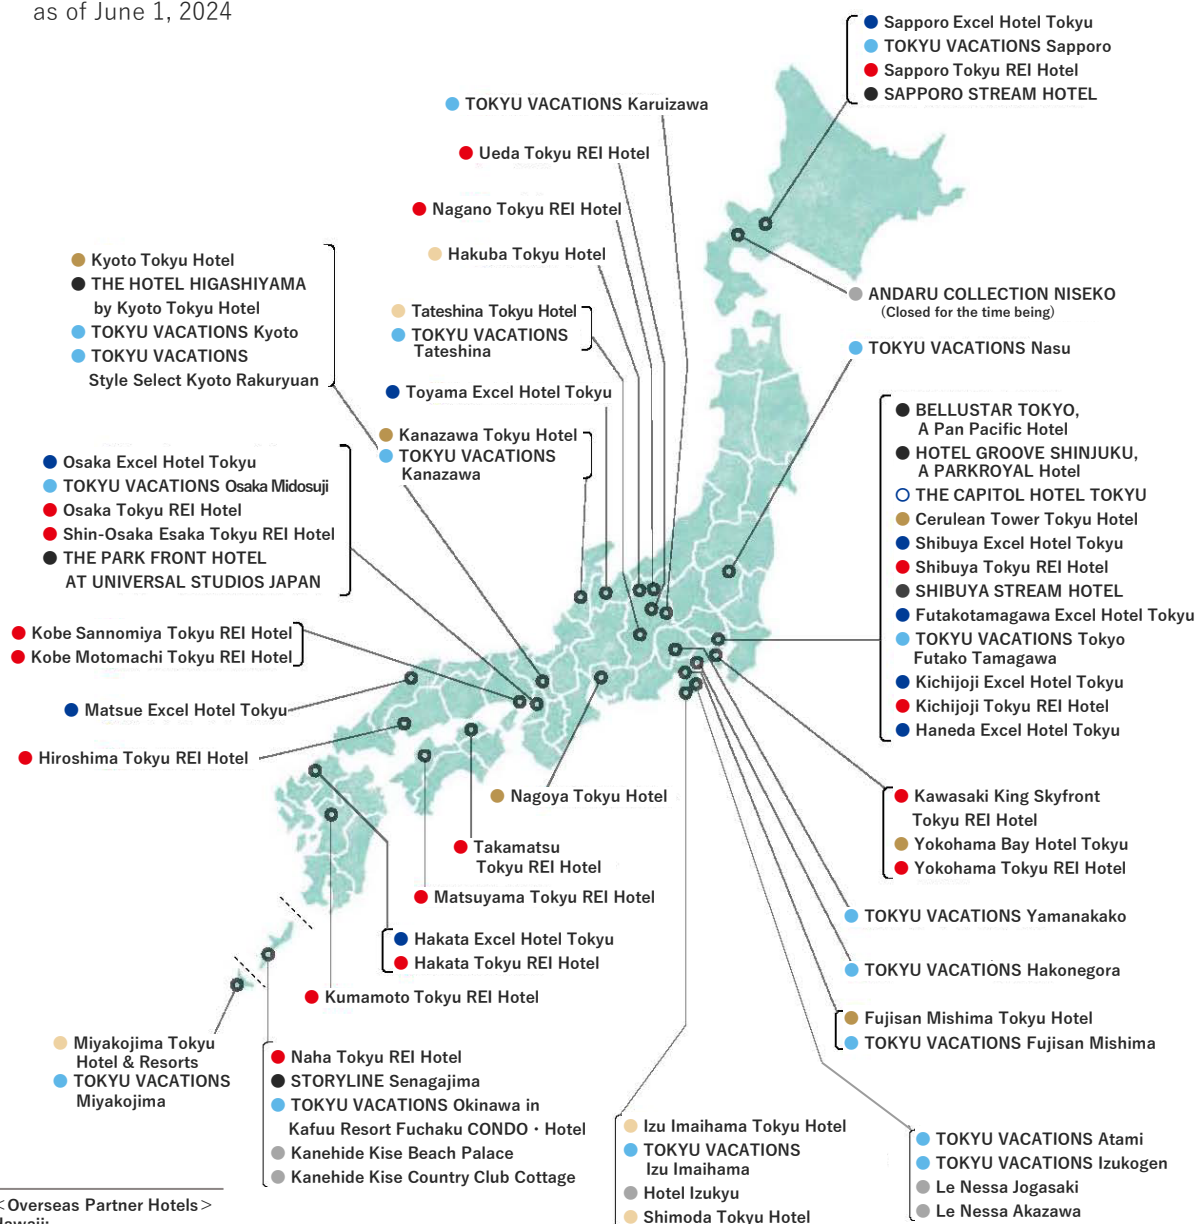 as of June 1, 2024
Sapporo Excel Hotel Tokyu
TOKYU VACATIONS Sapporo
Sapporo Tokyu REI Hotel
SAPPORO STREAM HOTEL
TOKYU VACATIONS Karuizawa
Ueda Tokyu REI Hotel
Nagano Tokyu REI Hotel
Hakuba Tokyu Hotel
Kyoto Tokyu Hotel
THE HOTEL HIGASHIYAMA
by Kyoto Tokyu Hotel
TOKYU VACATIONS Kyoto
TOKYU VACATIONS
Style Select Kyoto Rakuryuan
Tateshina Tokyu Hotel
TOKYU VACATIONS
Tateshina
ANDARU COLLECTION NISEKO
(Closed for the time being)
TOKYU VACATIONS Nasu
Toyama Excel Hotel Tokyu
Kanazawa Tokyu Hotel
TOKYU VACATIONS
Kanazawa
BELLUSTAR TOKYO,
A Pan Pacific Hotel
HOTEL GROOVE SHINJUKU,
A PARKROYAL Hotel
THE CAPITOL HOTEL TOKYU
Cerulean Tower Tokyu Hotel
Shibuya Excel Hotel Tokyu
Shibuya Tokyu REI Hotel
SHIBUYA STREAM HOTEL
Futakotamagawa Excel Hotel Tokyu
TOKYU VACATIONS Tokyo
Futako Tamagawa
Kichijoji Excel Hotel Tokyu
Kichijoji Tokyu REI Hotel
Haneda Excel Hotel Tokyu
Osaka Excel Hotel Tokyu
TOKYU VACATIONS Osaka Midosuji
Osaka Tokyu REI Hotel
Shin-Osaka Esaka Tokyu REI Hotel
THE PARK FRONT HOTEL
AT UNIVERSAL STUDIOS JAPAN
Kobe Sannomiya Tokyu REI Hotel
Kobe Motomachi Tokyu REI Hotel
Matsue Excel Hotel Tokyu
Hiroshima Tokyu REI Hotel
Nagoya Tokyu Hotel
Takamatsu
Tokyu REI Hotel
Matsuyama Tokyu REI Hotel
Hakata Excel Hotel Tokyu
Hakata Tokyu REI Hotel
Kumamoto Tokyu REI Hotel
Kawasaki King Skyfront
Tokyu REI Hotel
Yokohama Bay Hotel Tokyu
Yokohama Tokyu REI Hotel
TOKYU VACATIONS Yamanakako
TOKYU VACATIONS Hakonegora
Fujisan Mishima Tokyu Hotel
TOKYU VACATIONS Fujisan Mishima
Miyakojima Tokyu
Hotel & Resorts
TOKYU VACATIONS
Miyakojima
Naha Tokyu REI Hotel
STORYLINE Senagajima
TOKYU VACATIONS Okinawa in
Kafuu Resort Fuchaku CONDO・Hotel
Kanehide Kise Beach Palace
Kanehide Kise Country Club Cottage
Izu Imaihama Tokyu Hotel
TOKYU VACATIONS
Izu Imaihama
Hotel Izukyu
Shimoda Tokyu Hotel
TOKYU VACATIONS Atami
TOKYU VACATIONS Izukogen
Le Nessa Jogasaki
Le Nessa Akazawa
<Overseas Partner Hotels>